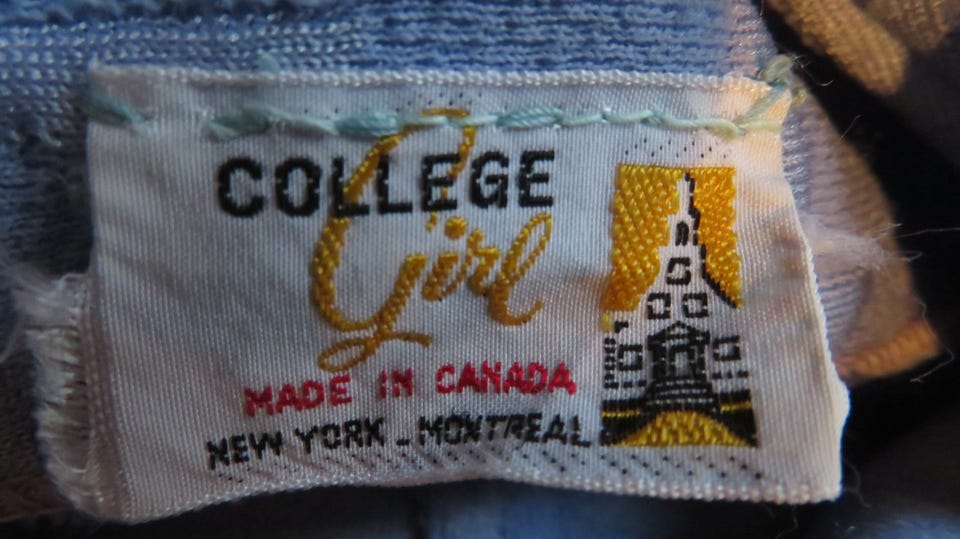 COLLEGE
Girl
MADE IN CANADA
NEW YORK - MONTREAL